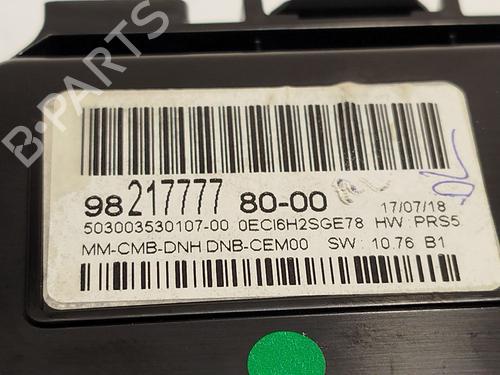 B-PARTS
98 217777 80-00
17/07/18
503003530107-00 0ECI6H2SGE78 HW : PRS5
MM-CMB-DNH DNB-CEM00 SW : 10.76 B1